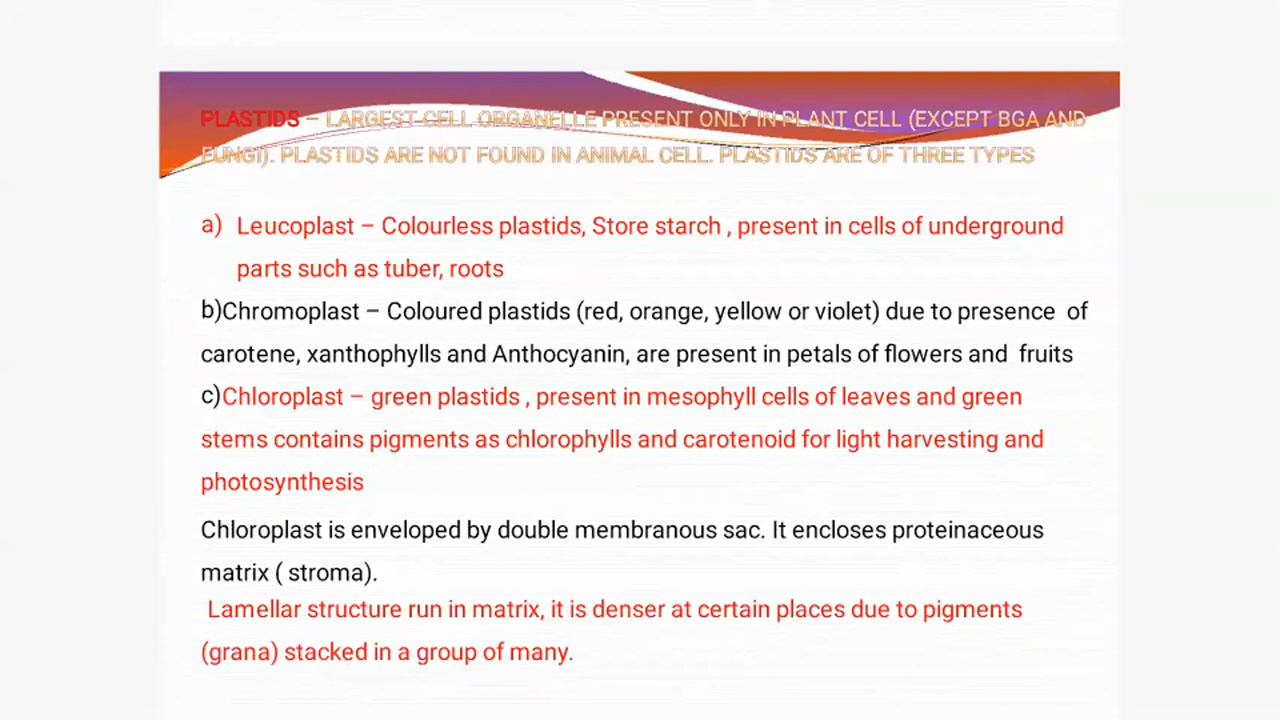 PLASTIDS – LARGEST CELL ORGANELLE PRESENT ONLY IN PLANT CELL (EXCEPT BGA AND
FUNGI). PLASTIDS ARE NOT FOUND IN ANIMAL CELL. PLASTIDS ARE OF THREE TYPES
a) Leucoplast – Colourless plastids, Store starch , present in cells of underground
parts such as tuber, roots
b)Chromoplast – Coloured plastids (red, orange, yellow or violet) due to presence of
carotene, xanthophylls and Anthocyanin, are present in petals of flowers and fruits
c)Chloroplast – green plastids , present in mesophyll cells of leaves and green
stems contains pigments as chlorophylls and carotenoid for light harvesting and
photosynthesis
Chloroplast is enveloped by double membranous sac. It encloses proteinaceous
matrix ( stroma).
Lamellar structure run in matrix, it is denser at certain places due to pigments
(grana) stacked in a group of many.